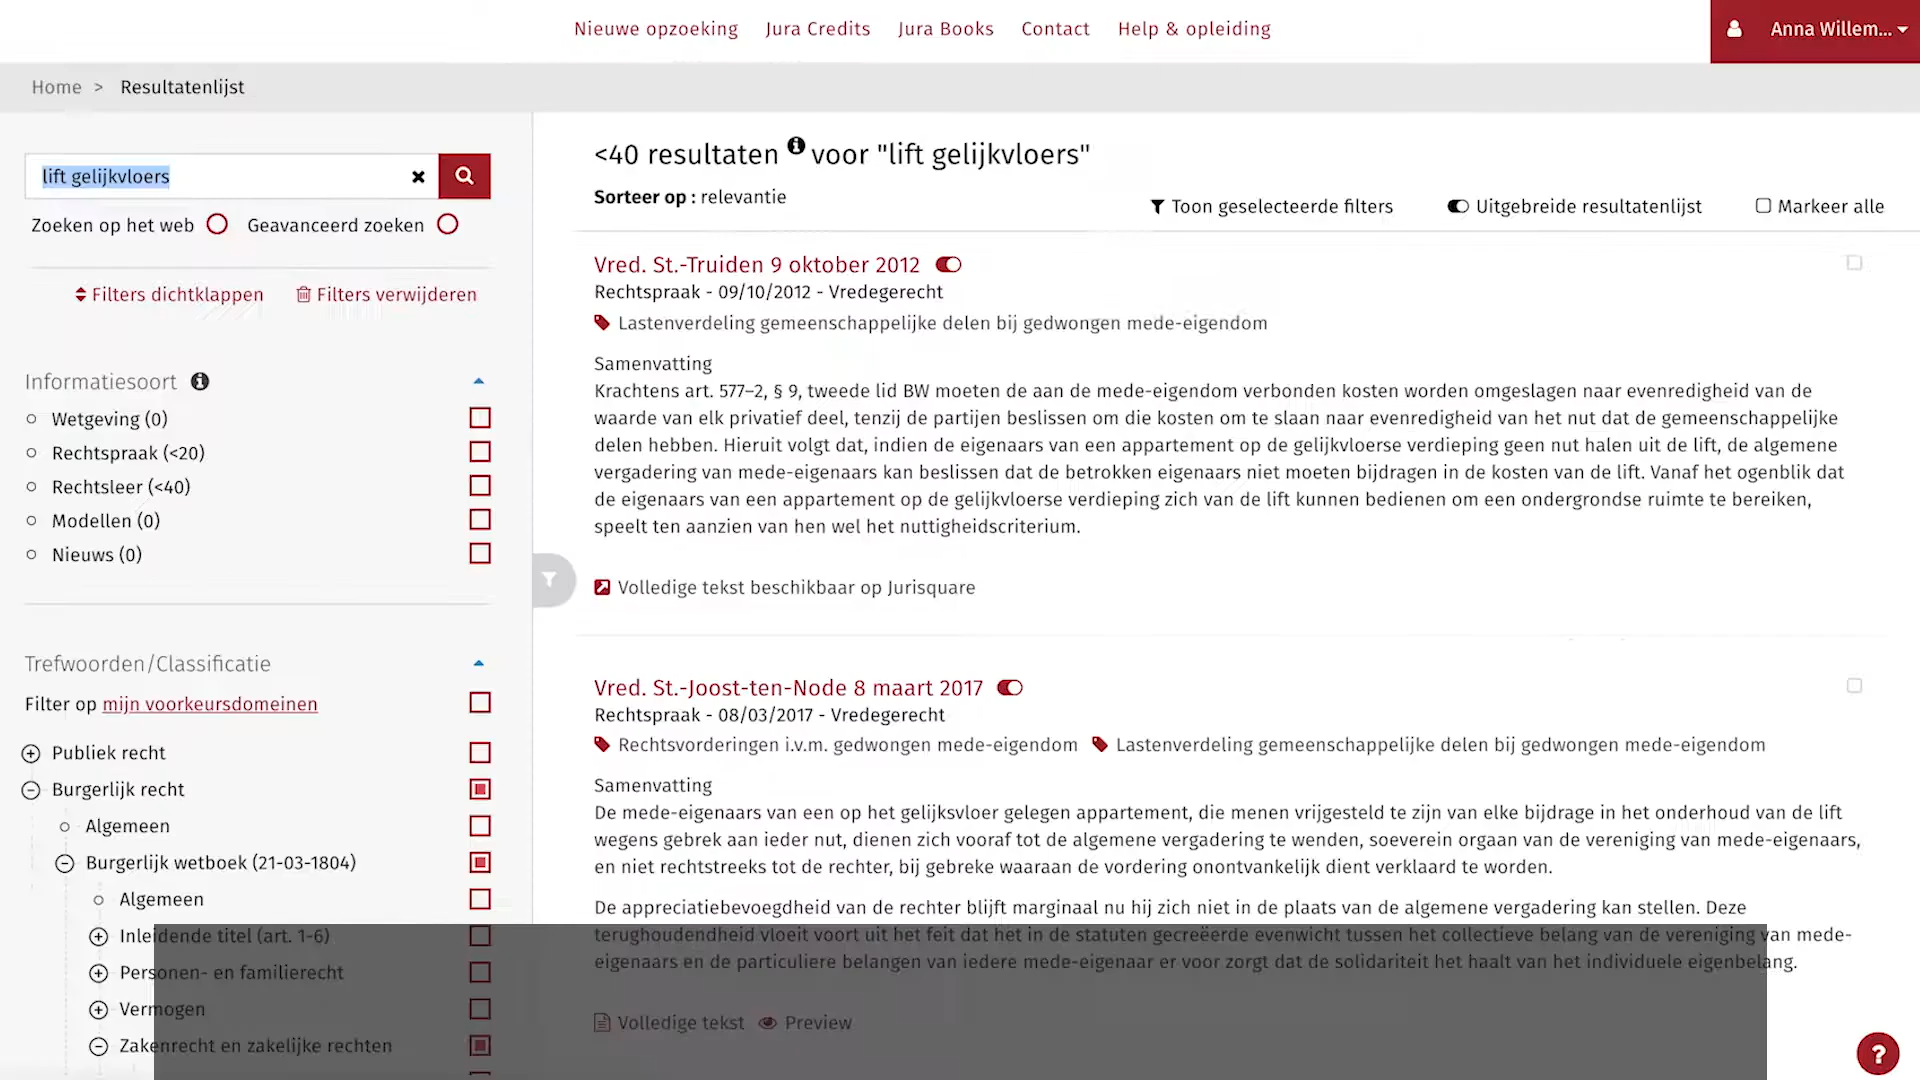 Nieuwe opzoeking Jura Credits Jura Books Contact Help & opleiding
Anna Willem...
Home > Resultatenlijst
lift gelijkvloers
Zoeken op het web Geavanceerd zoeken
Filters dichtklappen Filters verwijderen
Informatiesoort
Wetgeving (0)
Rechtspraak (<20)
Rechtsleer (<40)
Modellen (0)
Nieuws (0)
Trefwoorden/Classificatie
Filter op mijn voorkeursdomeinen
Publiek recht
Burgerlijk recht
Algemeen
Burgerlijk wetboek (21-03-1804)
Algemeen
Inleidende titel (art. 1-6)
Personen- en familierecht
Vermogen
Zakenrecht en zakelijke rechten
<40 resultaten voor "lift gelijkvloers"
Sorteer op : relevantie
Toon geselecteerde filters Uitgebreide resultatenlijst Markeer alle
Vred. St.-Truiden 9 oktober 2012
Rechtspraak - 09/10/2012 - Vredegerecht
Lastenverdeling gemeenschappelijke delen bij gedwongen mede-eigendom
Samenvatting
Krachtens art. 577–2, § 9, tweede lid BW moeten de aan de mede-eigendom verbonden kosten worden omgeslagen naar evenredigheid van de
waarde van elk privatief deel, tenzij de partijen beslissen om die kosten om te slaan naar evenredigheid van het nut dat de gemeenschappelijke
delen hebben. Hieruit volgt dat, indien de eigenaars van een appartement op de gelijkvloerse verdieping geen nut halen uit de lift, de algemene
vergadering van mede-eigenaars kan beslissen dat de betrokken eigenaars niet moeten bijdragen in de kosten van de lift. Vanaf het ogenblik dat
de eigenaars van een appartement op de gelijkvloerse verdieping zich van de lift kunnen bedienen om een ondergrondse ruimte te bereiken,
speelt ten aanzien van hen wel het nuttigheidscriterium.
Volledige tekst beschikbaar op Jurisquare
Vred. St.-Joost-ten-Node 8 maart 2017
Rechtspraak - 08/03/2017 - Vredegerecht
Rechtsvorderingen i.v.m. gedwongen mede-eigendom Lastenverdeling gemeenschappelijke delen bij gedwongen mede-eigendom
Samenvatting
De mede-eigenaars van een op het gelijksvloer gelegen appartement, die menen vrijgesteld te zijn van elke bijdrage in het onderhoud van de lift
wegens gebrek aan ieder nut, dienen zich vooraf tot de algemene vergadering te wenden, soeverein orgaan van de vereniging van mede-eigenaars,
en niet rechtstreeks tot de rechter, bij gebreke waaraan de vordering onontvankelijk dient verklaard te worden.
De appreciatiebevoegdheid van de rechter blijft marginaal nu hij zich niet in de plaats van de algemene vergadering kan stellen. Deze
terughoudendheid vloeit voort uit het feit dat het in de statuten gecreëerde evenwicht tussen het collectieve belang van de vereniging van mede-
eigenaars en de particuliere belangen van iedere mede-eigenaar er voor zorgt dat de solidariteit het haalt van het individuele eigenbelang.
Volledige tekst Preview
?